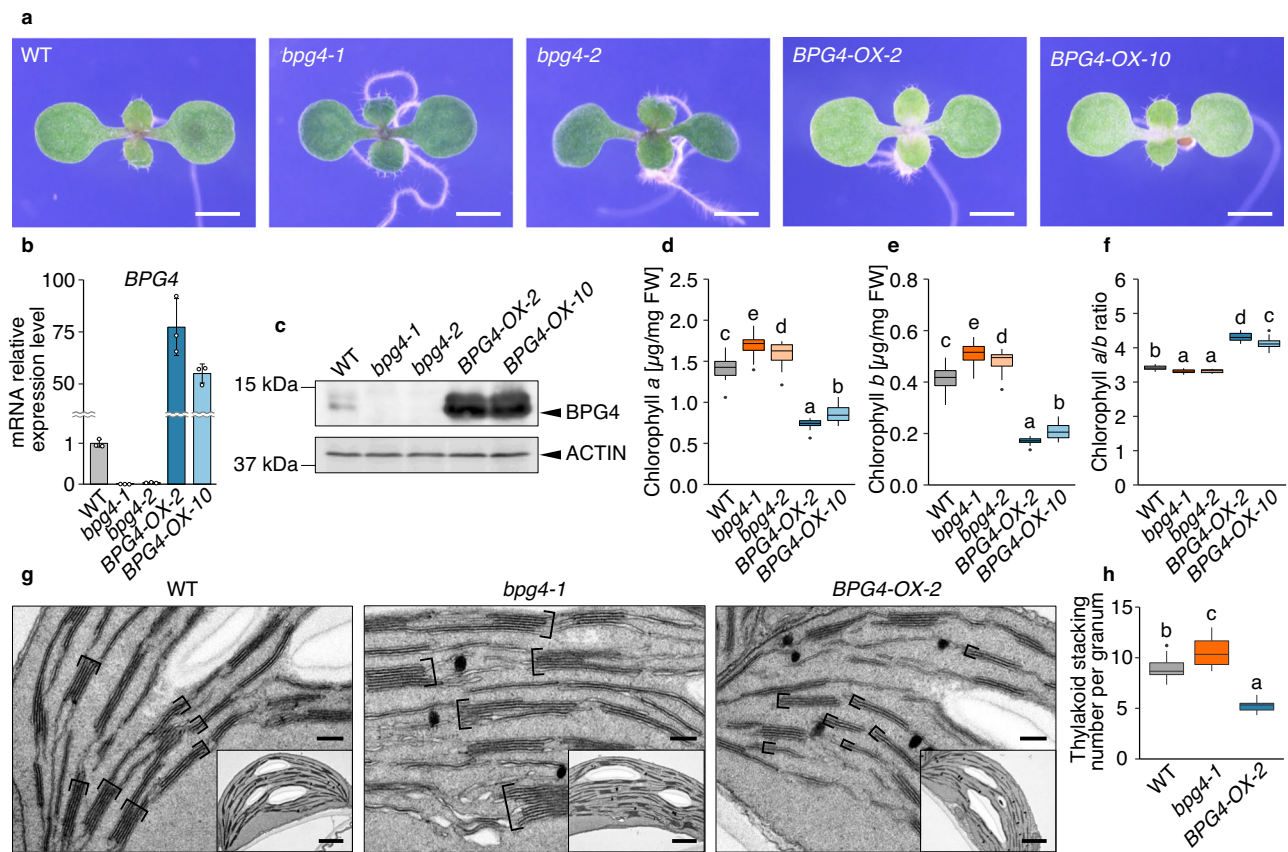 a
WT
bpg4-1
bpg4-2
BPG4-OX-2
BPG4-OX-10
b
BPG4
mRNA relative
expression level
100
75
50
1
0
WT
bpg4-1
bpg4-2
BPG4-OX-2
BPG4-OX-10
c
WT
bpg4-1
bpg4-2
BPG4-OX-2
BPG4-OX-10
15 kDa
BPG4
37 kDa
ACTIN
d
Chlorophyll a [µg/mg FW]
2.5
2.0
1.5
1.0
0.5
0.0
c
e
d
a
b
WT
bpg4-1
bpg4-2
BPG4-OX-2
BPG4-OX-10
e
Chlorophyll b [µg/mg FW]
0.8
0.6
0.4
0.2
0.0
c
e
d
a
b
WT
bpg4-1
bpg4-2
BPG4-OX-2
BPG4-OX-10
f
Chlorophyll a/b ratio
6
5
4
3
2
1
0
b
a
a
d
c
WT
bpg4-1
bpg4-2
BPG4-OX-2
BPG4-OX-10
g
WT
bpg4-1
BPG4-OX-2
h
Thylakoid stacking
number per granum
15
10
5
0
b
c
a
WT
bpg4-1
BPG4-OX-2